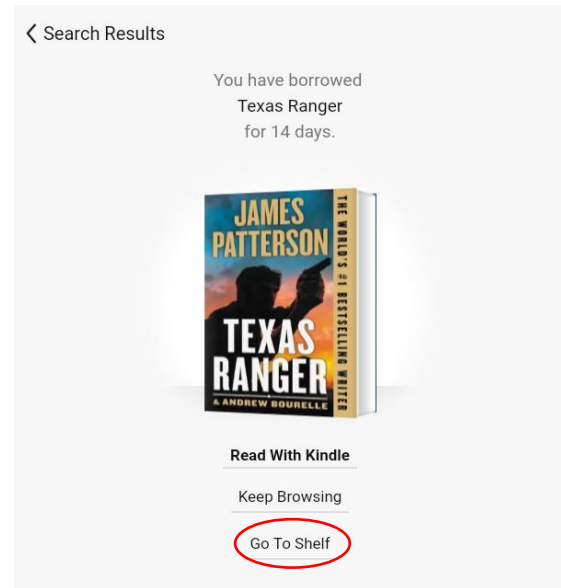 Search Results
You have borrowed
Texas Ranger
for 14 days.
JAMES
PATTERSON
THE WORLD'S #1 BESTSELLING WRITER
TEXAS
RANGER
& ANDREW BOURELLE
Read With Kindle
Keep Browsing
Go To Shelf